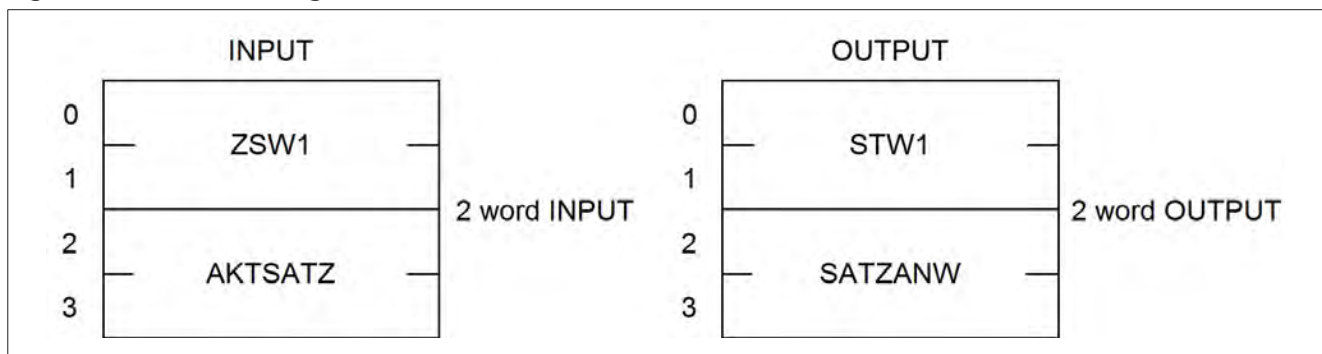 INPUT
0
ZSW1
1
2 word INPUT
2
AKTSATZ
3
OUTPUT
0
STW1
1
2 word OUTPUT
2
SATZANW
3